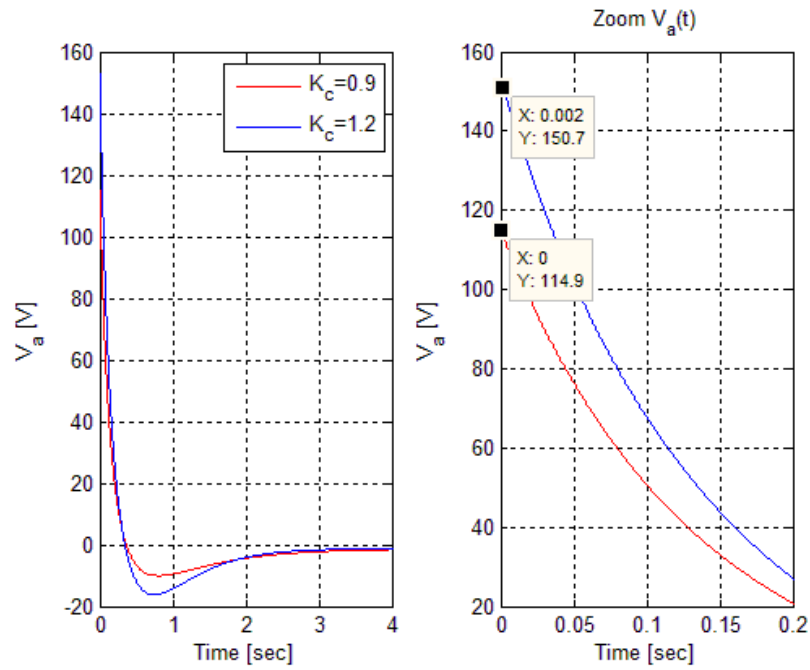 160
140
120
100
80
60
40
20
0
-20
V_a [V]
0
1
2
3
4
Time [sec]
K_c=0.9
K_c=1.2
Zoom V_a(t)
160
140
120
100
80
60
40
20
V_a [V]
0
0.05
0.1
0.15
0.2
Time [sec]
X: 0.002
Y: 150.7
X: 0
Y: 114.9